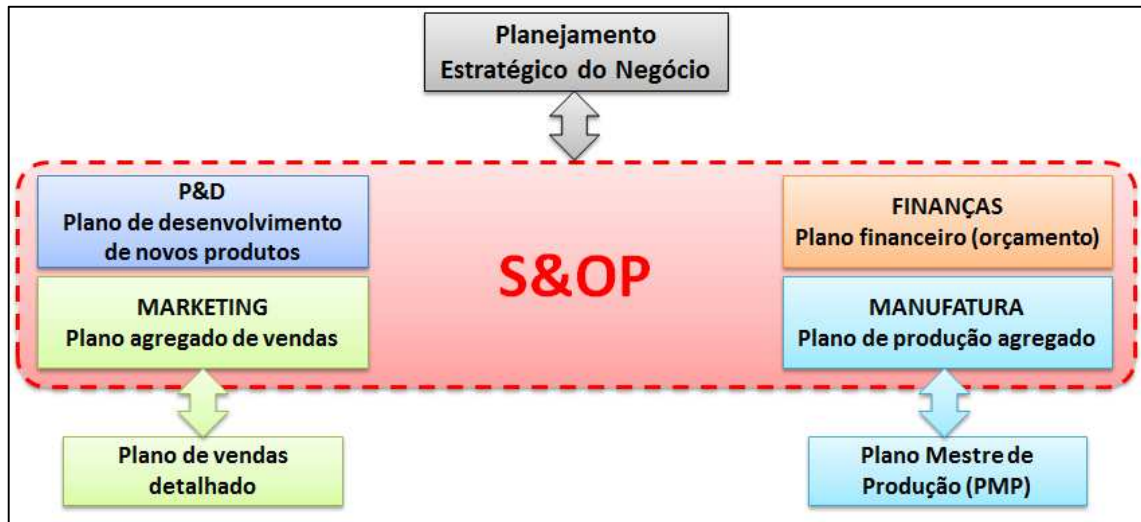 Planejamento
Estratégico do Negócio
P&D
Plano de desenvolvimento
de novos produtos
MARKETING
Plano agregado de vendas
S&OP
FINANÇAS
Plano financeiro (orçamento)
MANUFATURA
Plano de produção agregado
Plano de vendas
detalhado
Plano Mestre de
Produção (PMP)